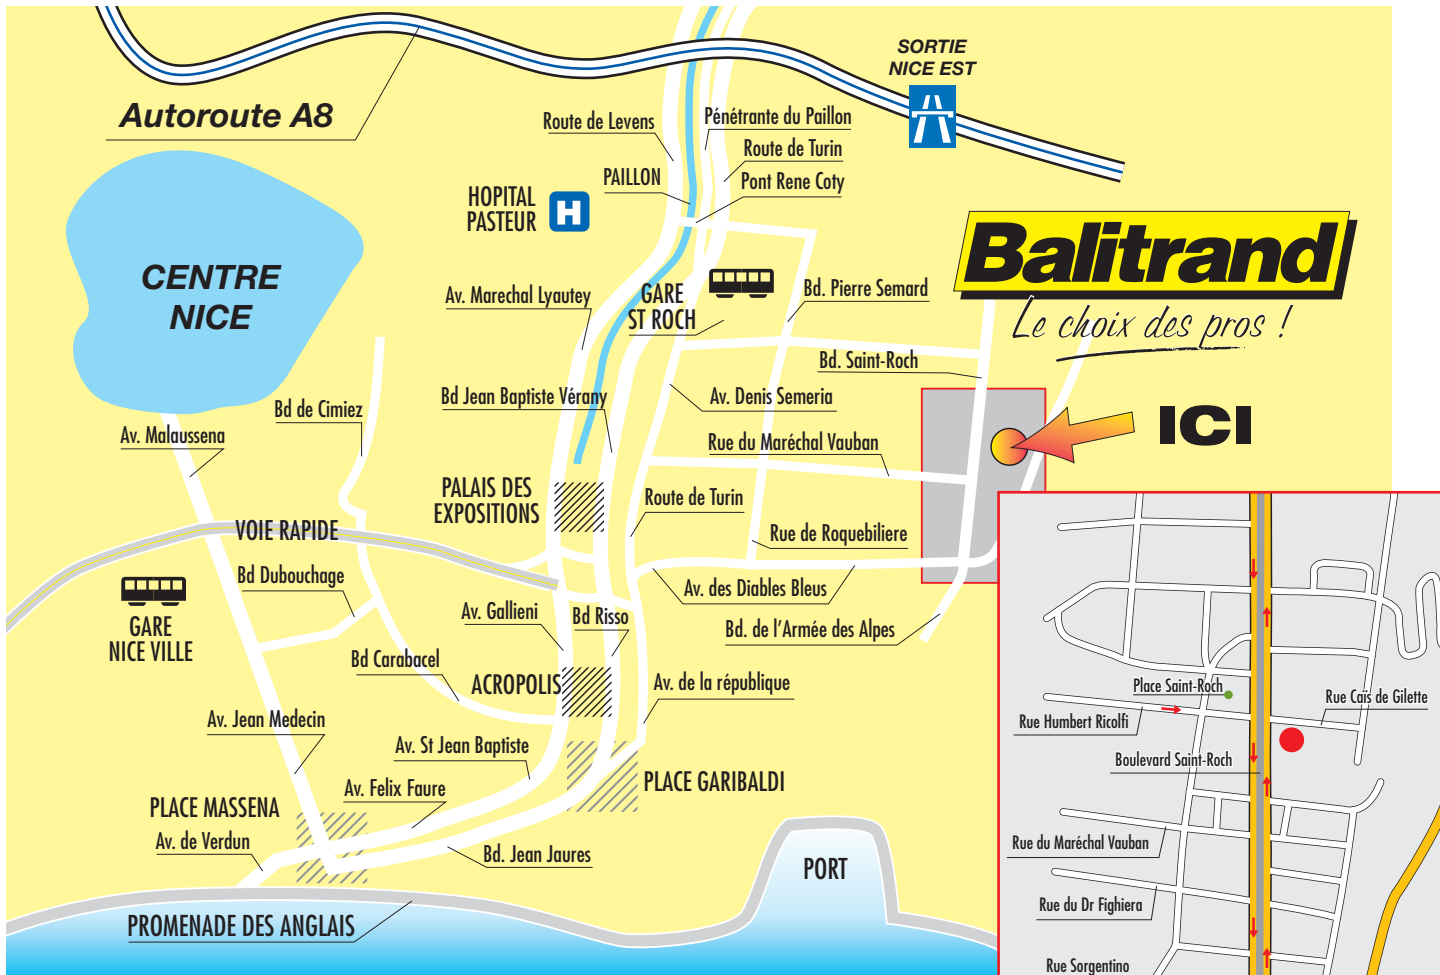 SORTIE
NICE EST
Autoroute A8
Route de Levens
Pénétrante du Paillon
Route de Turin
PAILLON
Pont Rene Coty
HOPITAL
PASTEUR
H
Balitrand
Le choix des pros !
CENTRE
NICE
Av. Marechal Lyautey
GARE
ST ROCH
Bd. Pierre Semard
Bd. Saint-Roch
Bd Jean Baptiste Vérany
Av. Denis Semeria
Bd de Cimiez
Av. Malaussena
Rue du Maréchal Vauban
ICI
PALAIS DES
EXPOSITIONS
Route de Turin
VOIE RAPIDE
Rue de Roquebiliere
Bd Dubouchage
Av. des Diables Bleus
GARE
NICE VILLE
Av. Gallieni
Bd Risso
Bd. de l'Armée des Alpes
Bd Carabacel
ACROPOLIS
Av. de la république
Av. Jean Medecin
Av. St Jean Baptiste
PLACE GARIBALDI
Av. Felix Faure
PLACE MASSENA
Av. de Verdun
Bd. Jean Jaures
PORT
PROMENADE DES ANGLAIS
Place Saint-Roch
Rue Caïs de Gilette
Rue Humbert Ricolfi
Boulevard Saint-Roch
Rue du Maréchal Vauban
Rue du Dr Fighiera
Rue Sorgentino